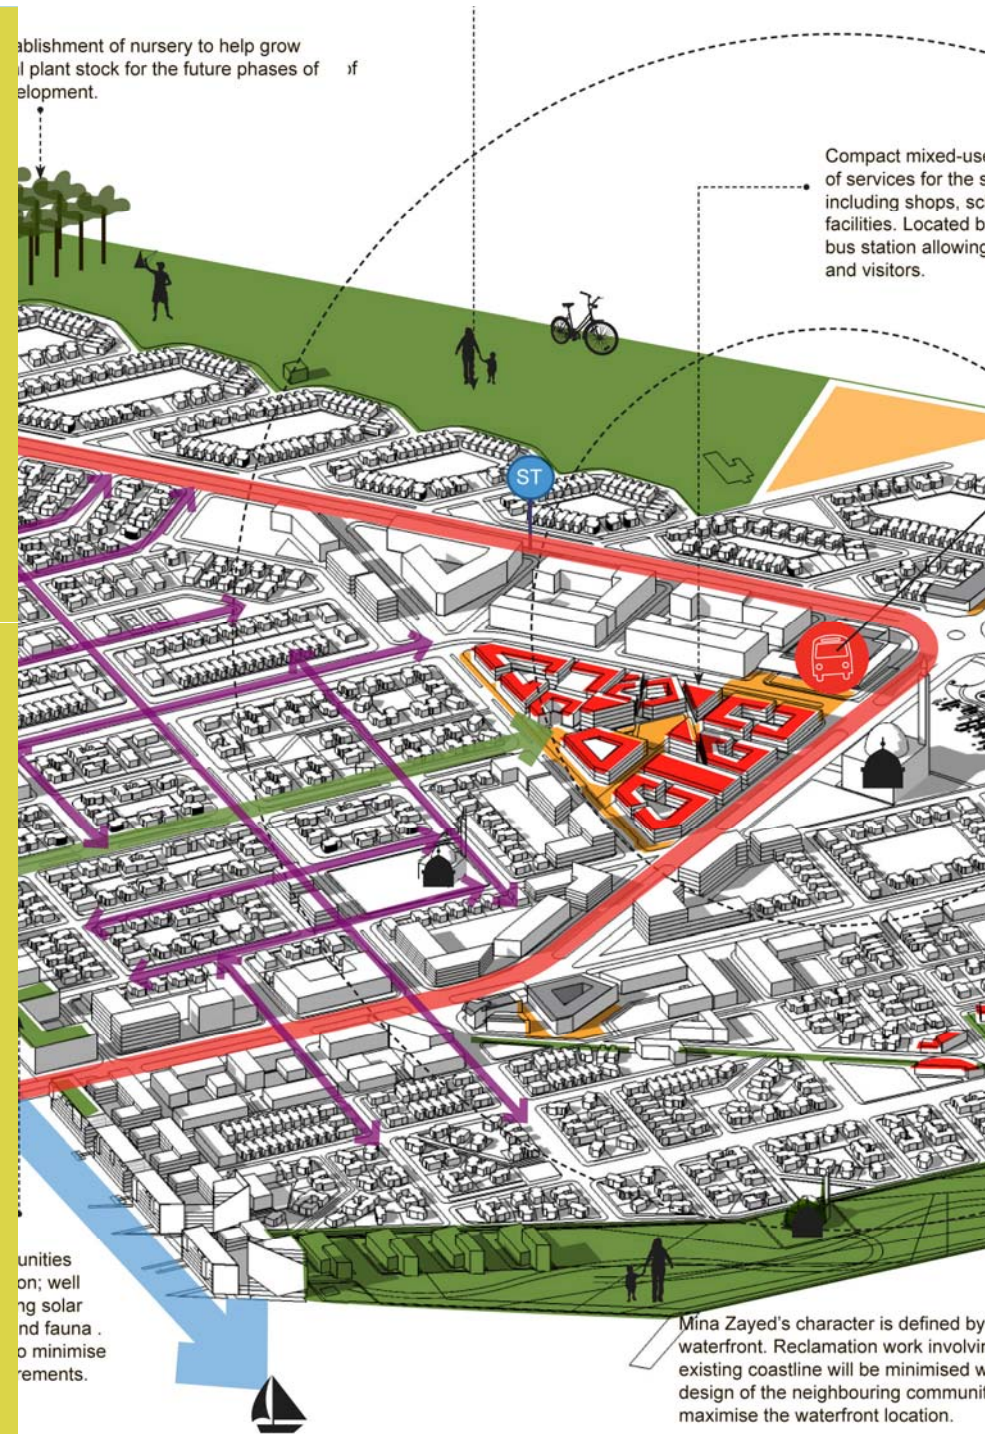 ablishment of nursery to help grow
l plant stock for the future phases of of
elopment.
Compact mixed-use
of services for the s
including shops, sc
facilities. Located b
bus station allowing
and visitors.
ST
unities
on; well
ng solar
nd fauna .
o minimise
rements.
Mina Zayed's character is defined by
waterfront. Reclamation work involvin
existing coastline will be minimised w
design of the neighbouring communit
maximise the waterfront location.